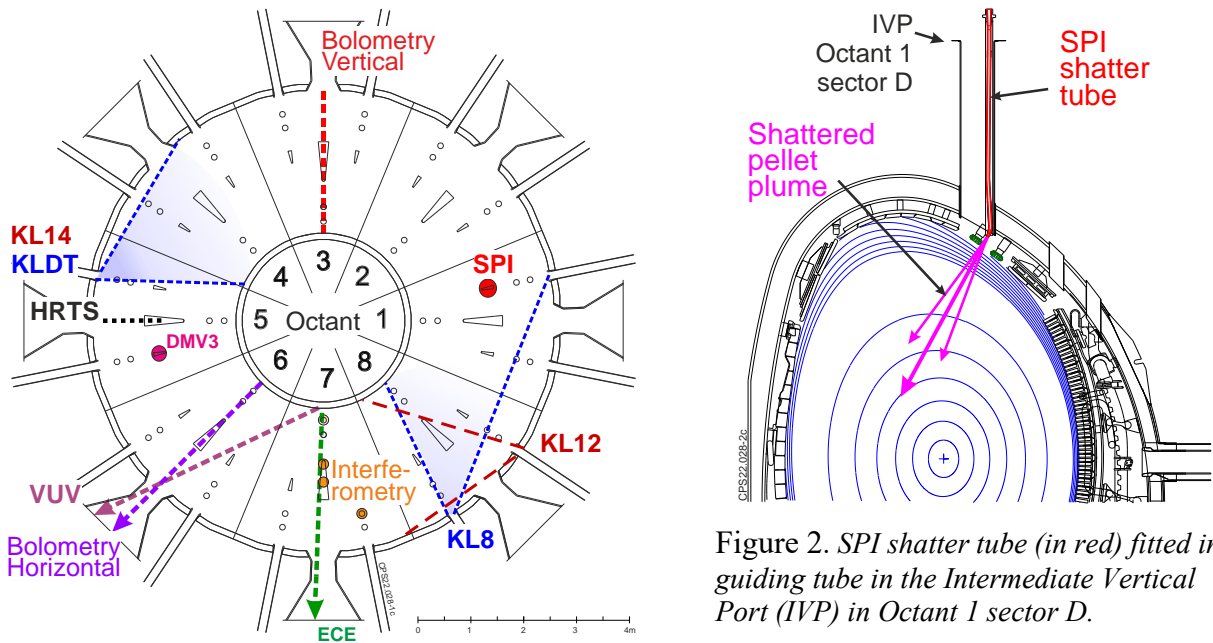 Bolometry
Vertical
KL14
KLDT
HRTS
DMV3
SPI
3
4
2
5
Octant
1
6
8
7
KL12
Interfe-
rometry
VUV
KL8
Bolometry
Horizontal
ECE
CPS22.028-1c
0 1 2 3 4m
IVP
Octant 1
sector D
SPI
shatter
tube
Shattered
pellet
plume
CPS22.028-2c
Figure 2. SPI shatter tube (in red) fitted in
guiding tube in the Intermediate Vertical
Port (IVP) in Octant 1 sector D.